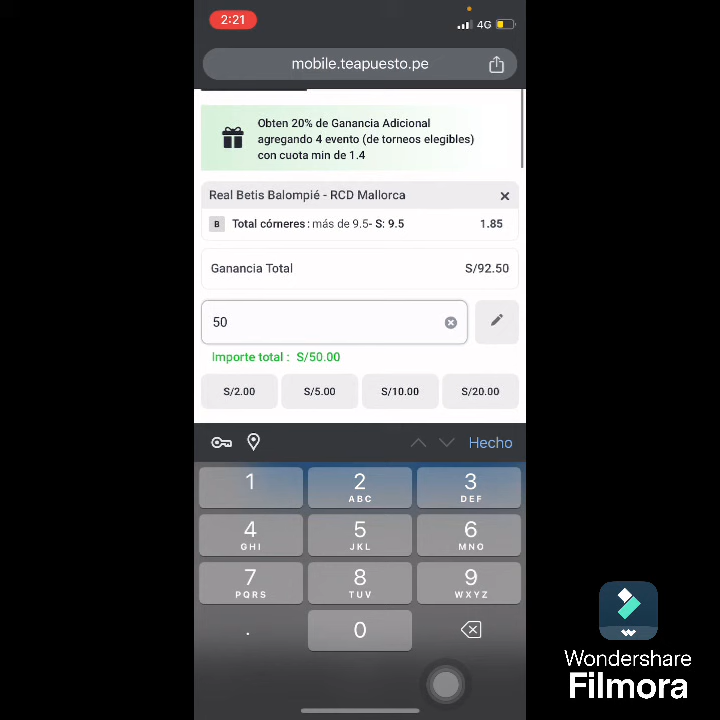 2:21
4G
mobile.teapuesto.pe
Obten 20% de Ganancia Adicional
agregando 4 evento (de torneos elegibles)
con cuota min de 1.4
Real Betis Balompié - RCD Mallorca
B Total córneres: más de 9.5- S: 9.5 1.85
Ganancia Total S/92.50
50
Importe total : S/50.00
S/2.00 S/5.00 S/10.00 S/20.00
Hecho
1 2 3
ABC DEF
4 5 6
GHI JKL MNO
7 8 9
PQRS TUV WXYZ
. 0
Wondershare
Filmora